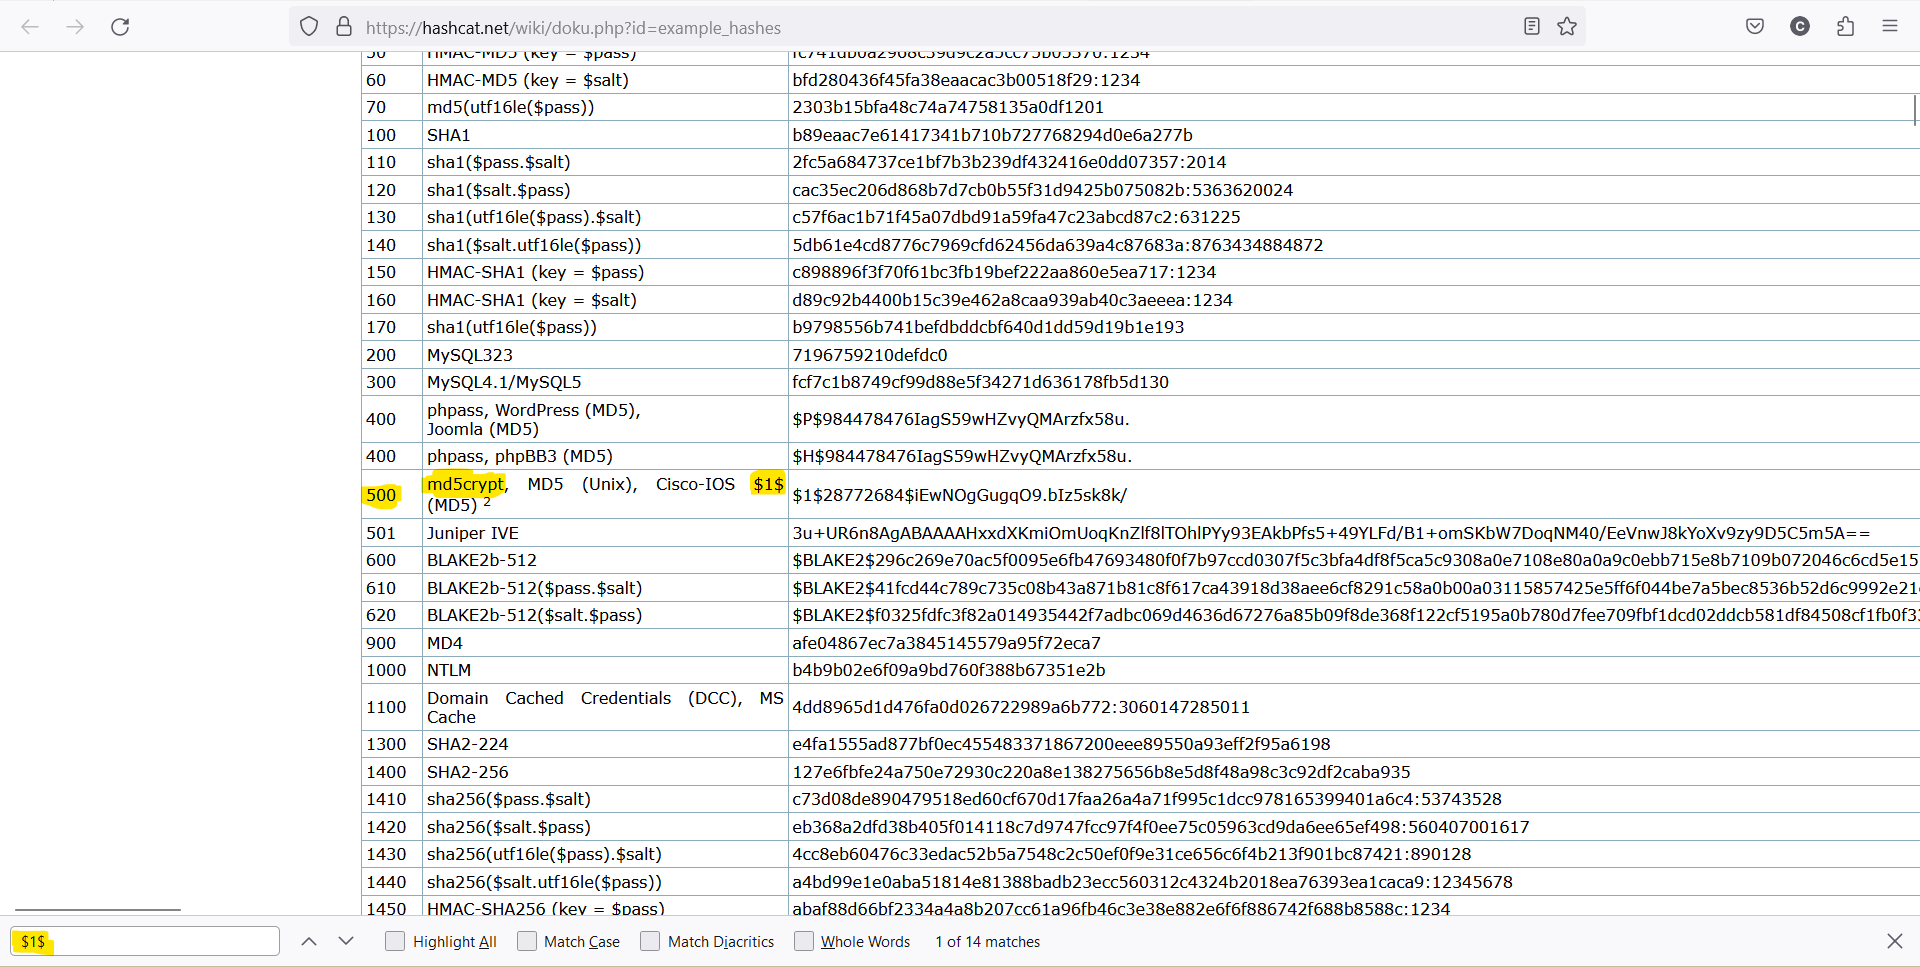 https://hashcat.net/wiki/doku.php?id=example_hashes
50 HMAC-MD5 (key = $pass) fc741db0a2968c39d9c2a5cc75b05370:1234
60 HMAC-MD5 (key = $salt) bfd280436f45fa38eaacac3b00518f29:1234
70 md5(utf16le($pass)) 2303b15bfa48c74a74758135a0df1201
100 SHA1 b89eaac7e61417341b710b727768294d0e6a277b
110 sha1($pass.$salt) 2fc5a684737ce1bf7b3b239df432416e0dd07357:2014
120 sha1($salt.$pass) cac35ec206d868b7d7cb0b55f31d9425b075082b:5363620024
130 sha1(utf16le($pass).$salt) c57f6ac1b71f45a07dbd91a59fa47c23abcd87c2:631225
140 sha1($salt.utf16le($pass)) 5db61e4cd8776c7969cfd62456da639a4c87683a:8763434884872
150 HMAC-SHA1 (key = $pass) c898896f3f70f61bc3fb19bef222aa860e5ea717:1234
160 HMAC-SHA1 (key = $salt) d89c92b4400b15c39e462a8caa939ab40c3aeeea:1234
170 sha1(utf16le($pass)) b9798556b741befdbddcbf640d1dd59d19b1e193
200 MySQL323 7196759210defdc0
300 MySQL4.1/MySQL5 fcf7c1b8749cf99d88e5f34271d636178fb5d130
400 phpass, WordPress (MD5),
Joomla (MD5) $P$984478476IagS59wHZvyQMArzfx58u.
400 phpass, phpBB3 (MD5) $H$984478476IagS59wHZvyQMArzfx58u.
500 md5crypt, MD5 (Unix), Cisco-IOS $1$
(MD5) 2 $1$28772684$iEwNOgGugqO9.bIz5sk8k/
501 Juniper IVE 3u+UR6n8AgABAAAAHxxdXKmiOmUoqKnZlf8lTOhlPYy93EAkbPfs5+49YLFd/B1+omSKbW7DoqNM40/EeVnwJ8kYoXv9zy9D5C5m5A==
600 BLAKE2b-512 $BLAKE2$296c269e70ac5f0095e6fb47693480f0f7b97ccd0307f5c3bfa4df8f5ca5c9308a0e7108e80a0a9c0ebb715e8b7109b072046c6cd5e15
610 BLAKE2b-512($pass.$salt) $BLAKE2$41fcd44c789c735c08b43a871b81c8f617ca43918d38aee6cf8291c58a0b00a03115857425e5ff6f044be7a5bec8536b52d6c9992e21
620 BLAKE2b-512($salt.$pass) $BLAKE2$f0325fdfc3f82a014935442f7adbc069d4636d67276a85b09f8de368f122cf5195a0b780d7fee709fbf1dcd02ddcb581df84508cf1fb0f
900 MD4 afe04867ec7a3845145579a95f72eca7
1000 NTLM b4b9b02e6f09a9bd760f388b67351e2b
1100 Domain Cached Credentials (DCC), MS
Cache 4dd8965d1d476fa0d026722989a6b772:3060147285011
1300 SHA2-224 e4fa1555ad877bf0ec455483371867200eee89550a93eff2f95a6198
1400 SHA2-256 127e6fbfe24a750e72930c220a8e138275656b8e5d8f48a98c3c92df2caba935
1410 sha256($pass.$salt) c73d08de890479518ed60cf670d17faa26a4a71f995c1dcc978165399401a6c4:53743528
1420 sha256($salt.$pass) eb368a2dfd38b405f014118c7d9747fcc97f4f0ee75c05963cd9da6ee65ef498:560407001617
1430 sha256(utf16le($pass).$salt) 4cc8eb60476c33edac52b5a7548c2c50ef0f9e31ce656c6f4b213f901bc87421:890128
1440 sha256($salt.utf16le($pass)) a4bd99e1e0aba51814e81388badb23ecc560312c4324b2018ea76393ea1caca9:12345678
1450 HMAC-SHA256 (key = $pass) abaf88d66bf2334a4a8b207cc61a96fb46c3e38e882e6f6f886742f688b8588c:1234
$1$ Highlight All Match Case Match Diacritics Whole Words 1 of 14 matches